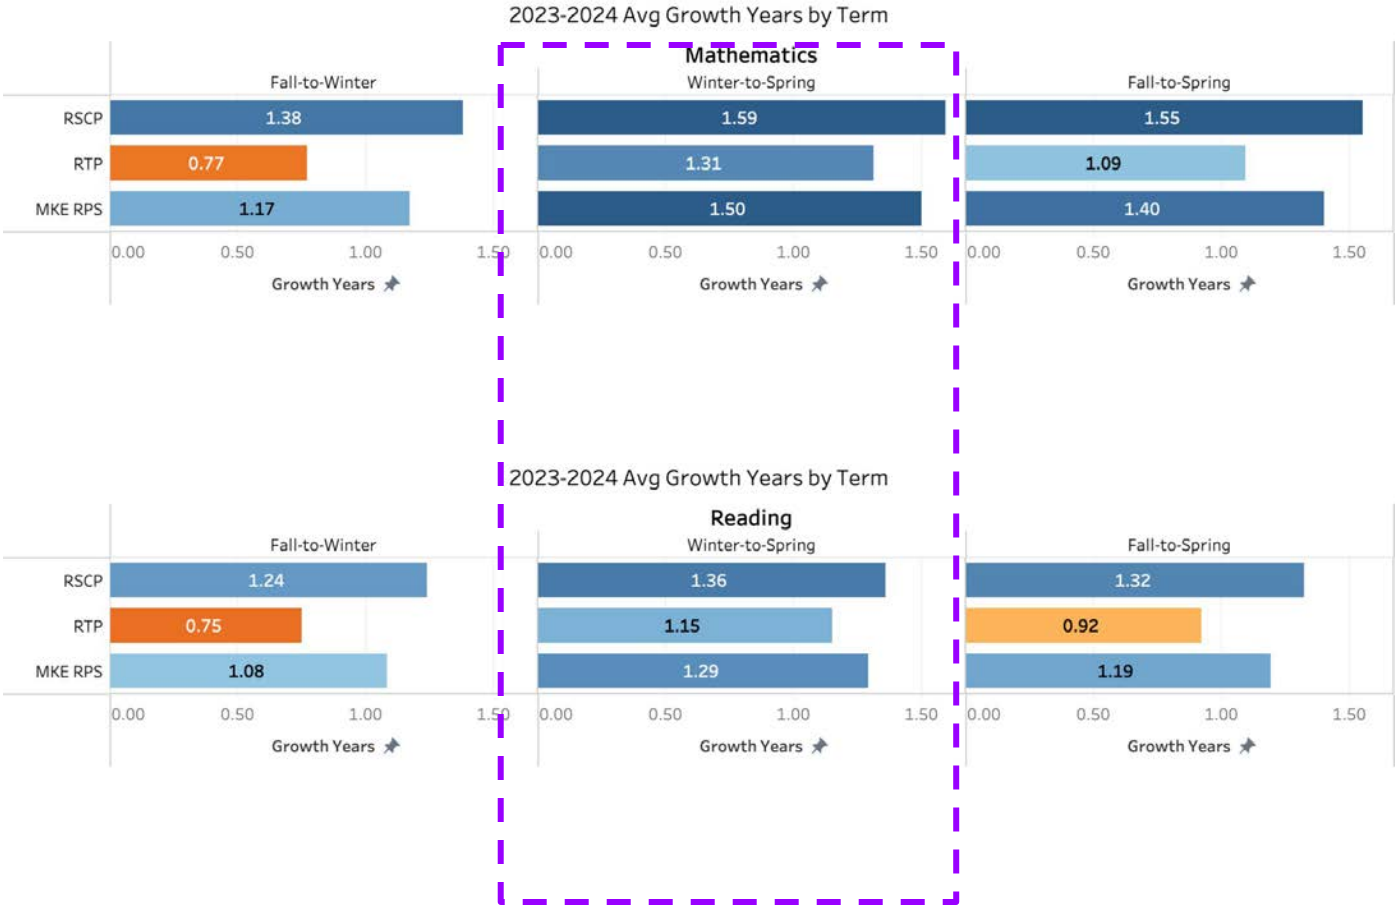 2023-2024 Avg Growth Years by Term
Mathematics
Fall-to-Winter Winter-to-Spring Fall-to-Spring
RSCP 1.38 1.59 1.55
RTP 0.77 1.31 1.09
MKE RPS 1.17 1.50 1.40
0.00 0.50 1.00 1.50 0.00 0.50 1.00 1.50 0.00 0.50 1.00 1.50
Growth Years Growth Years Growth Years
2023-2024 Avg Growth Years by Term
Reading
Fall-to-Winter Winter-to-Spring Fall-to-Spring
RSCP 1.24 1.36 1.32
RTP 0.75 1.15 0.92
MKE RPS 1.08 1.29 1.19
0.00 0.50 1.00 1.50 0.00 0.50 1.00 1.50 0.00 0.50 1.00 1.50
Growth Years Growth Years Growth Years